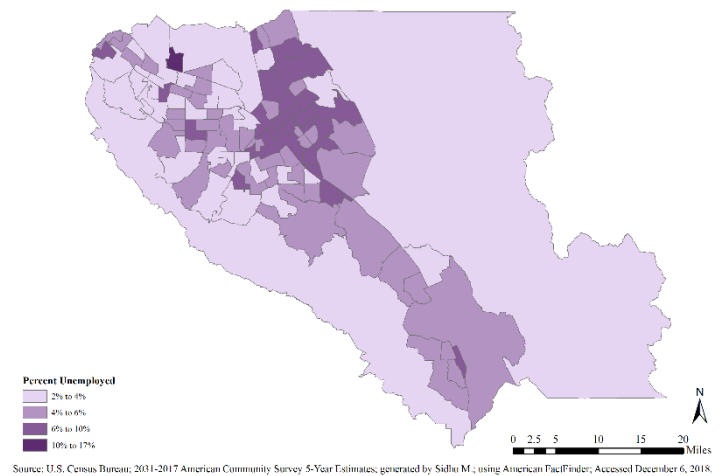 Percent Unemployed
2% to 4%
4% to 6%
6% to 10%
10% to 17%
N
0 2.5 5 10 15 20
Miles
Source: U.S. Census Bureau; 2031-2017 American Community Survey 5-Year Estimates; generated by Sidhu M.; using American FactFinder; Accessed December 6, 2018.